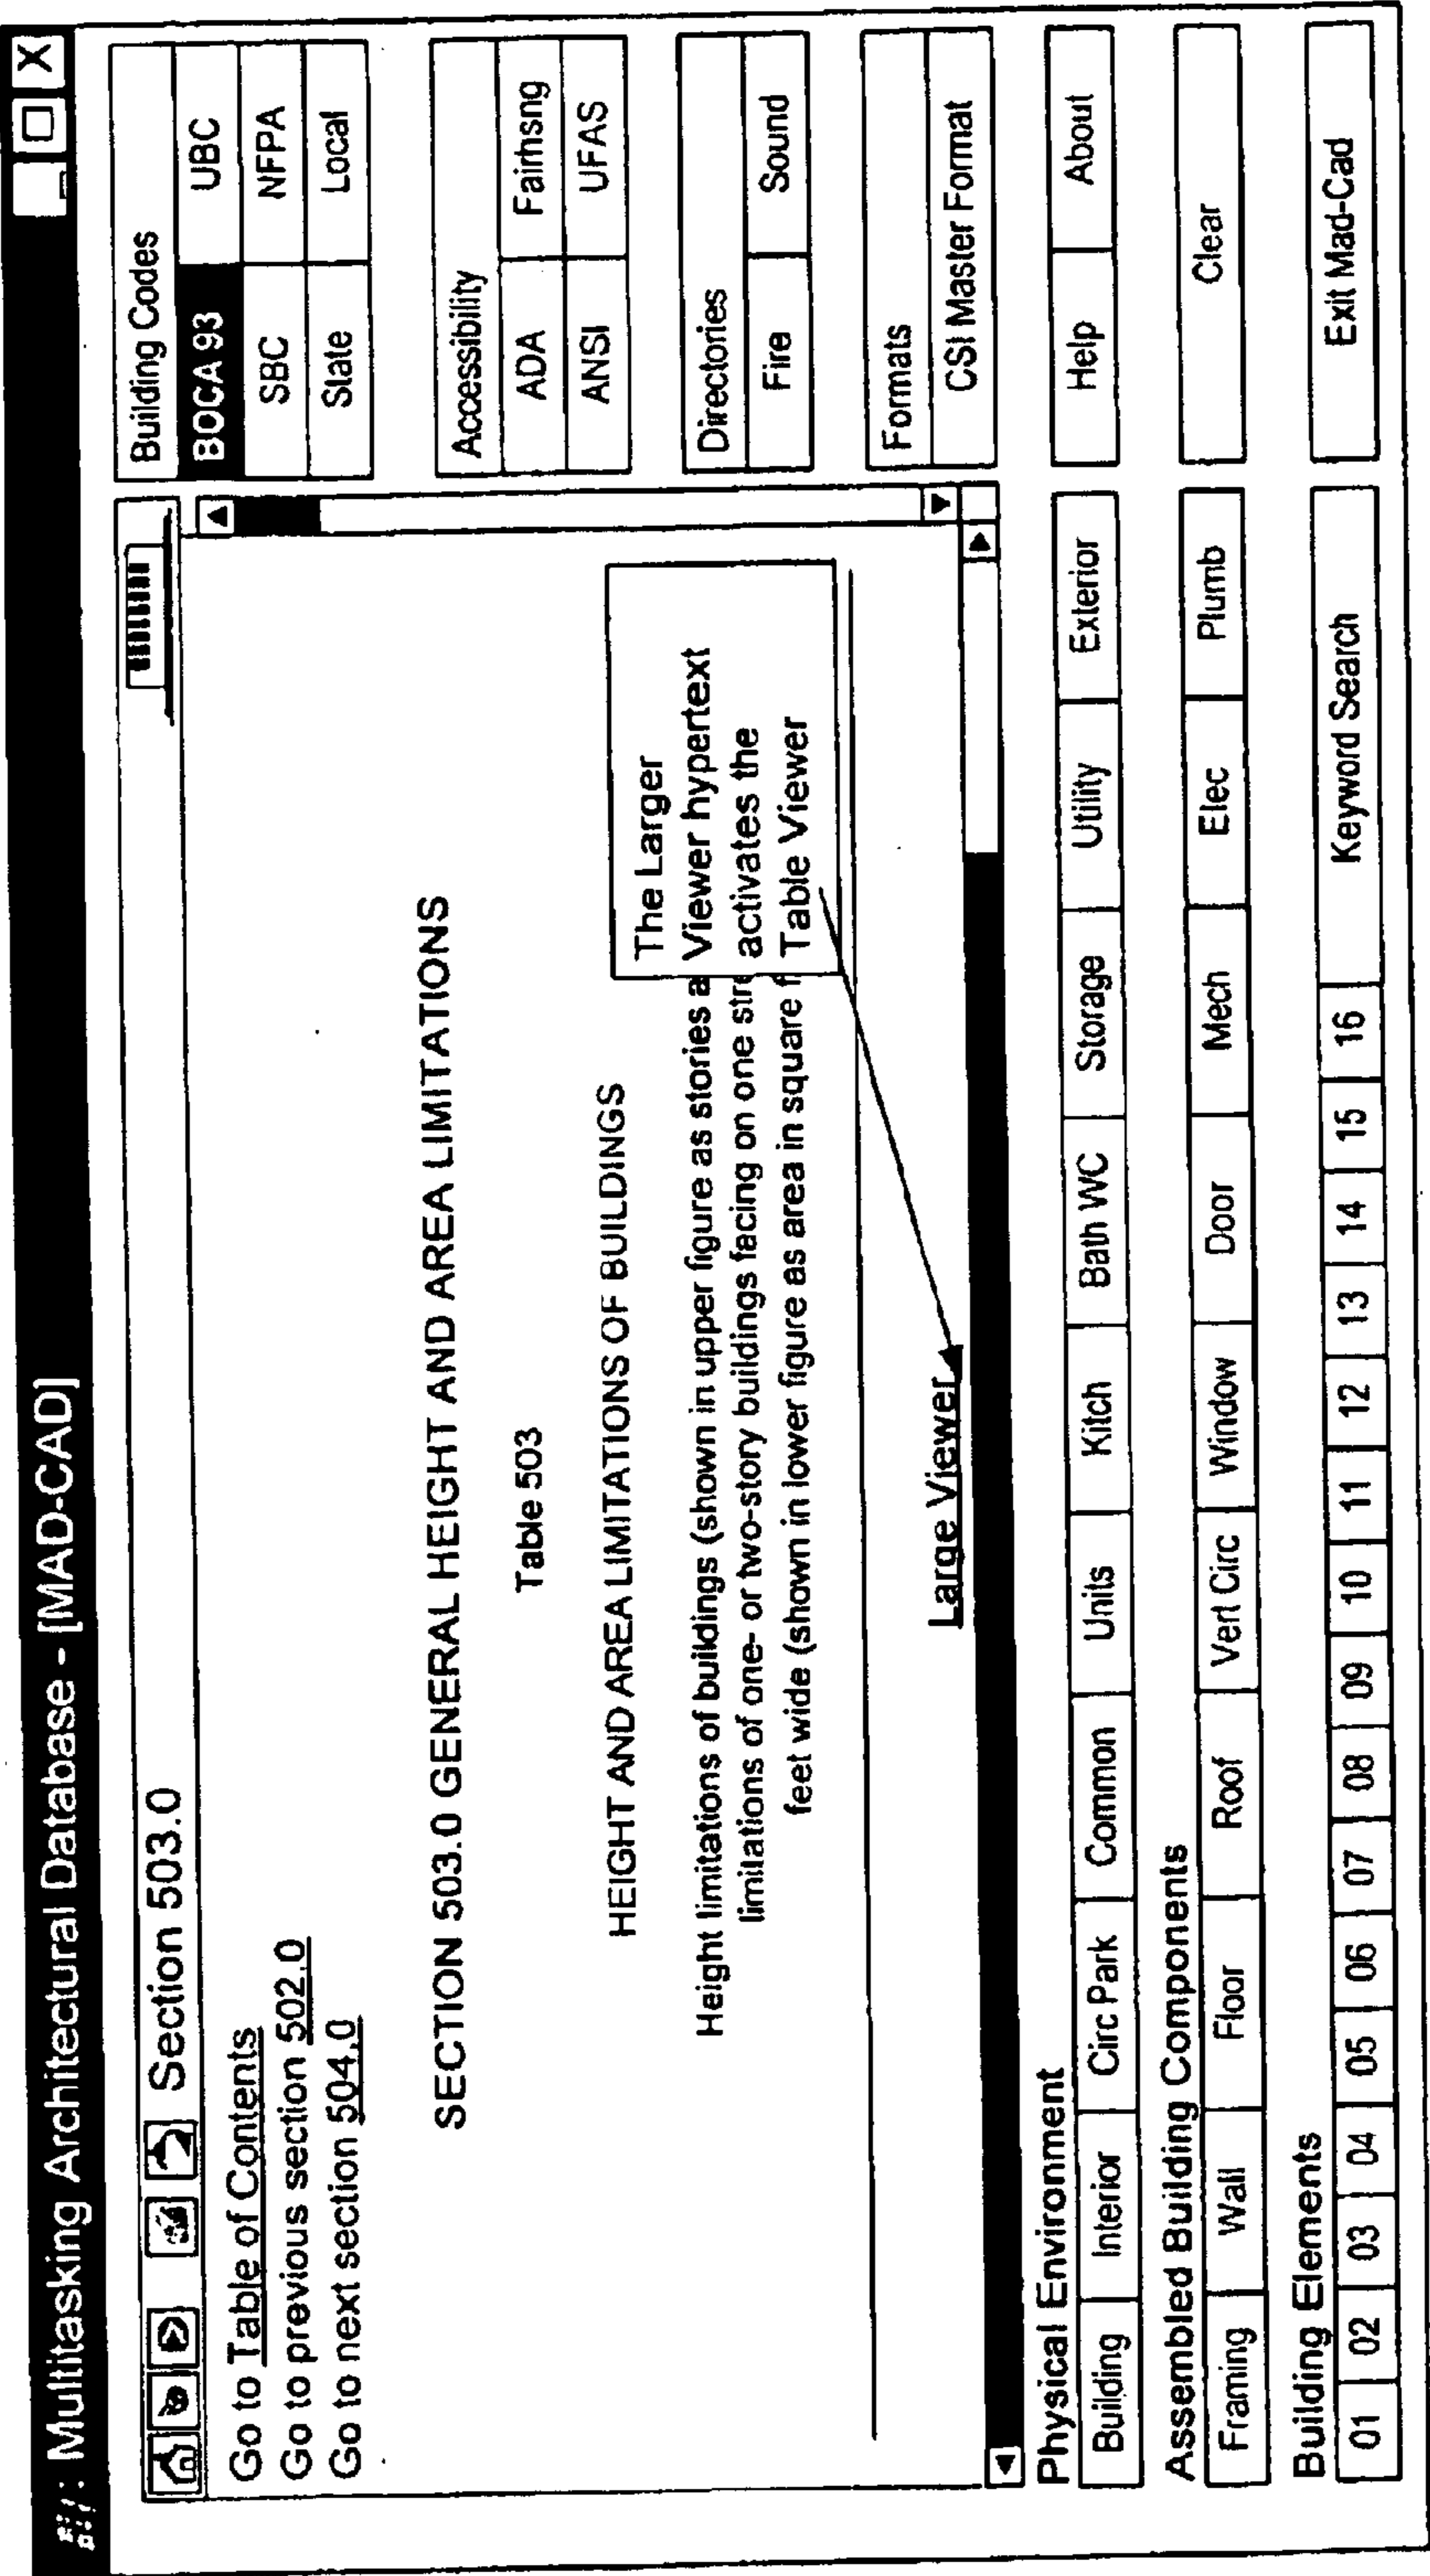 Multitasking Architectural Database - [MAD-CAD]
X
Section 503.0
Go to Table of Contents
Go to previous section 502.0
Go to next section 504.0
SECTION 503.0 GENERAL HEIGHT AND AREA LIMITATIONS
Table 503
HEIGHT AND AREA LIMITATIONS OF BUILDINGS
Height limitations of buildings (shown in upper figure as stories a
limitations of one- or two-story buildings facing on one stre
feet wide (shown in lower figure as area in square f
The Larger
Viewer hypertext
activates the
Table Viewer
Large Viewer
Building Codes
BOCA 93 UBC
SBC NFPA
State Local
Accessibility
ADA Fairhsng
ANSI UFAS
Directories
Fire Sound
Formats
CSI Master Format
Help About
Clear
Exit Mad-Cad
Physical Environment
Building Interior Circ Park Common Units Kitch Bath WC Storage Utility Exterior
Assembled Building Components
Framing Wall Floor Roof Vert Circ Window Door Mech Elec Plumb
Building Elements
01 02 03 04 05 06 07 08 09 10 11 12 13 14 15 16 Keyword Search